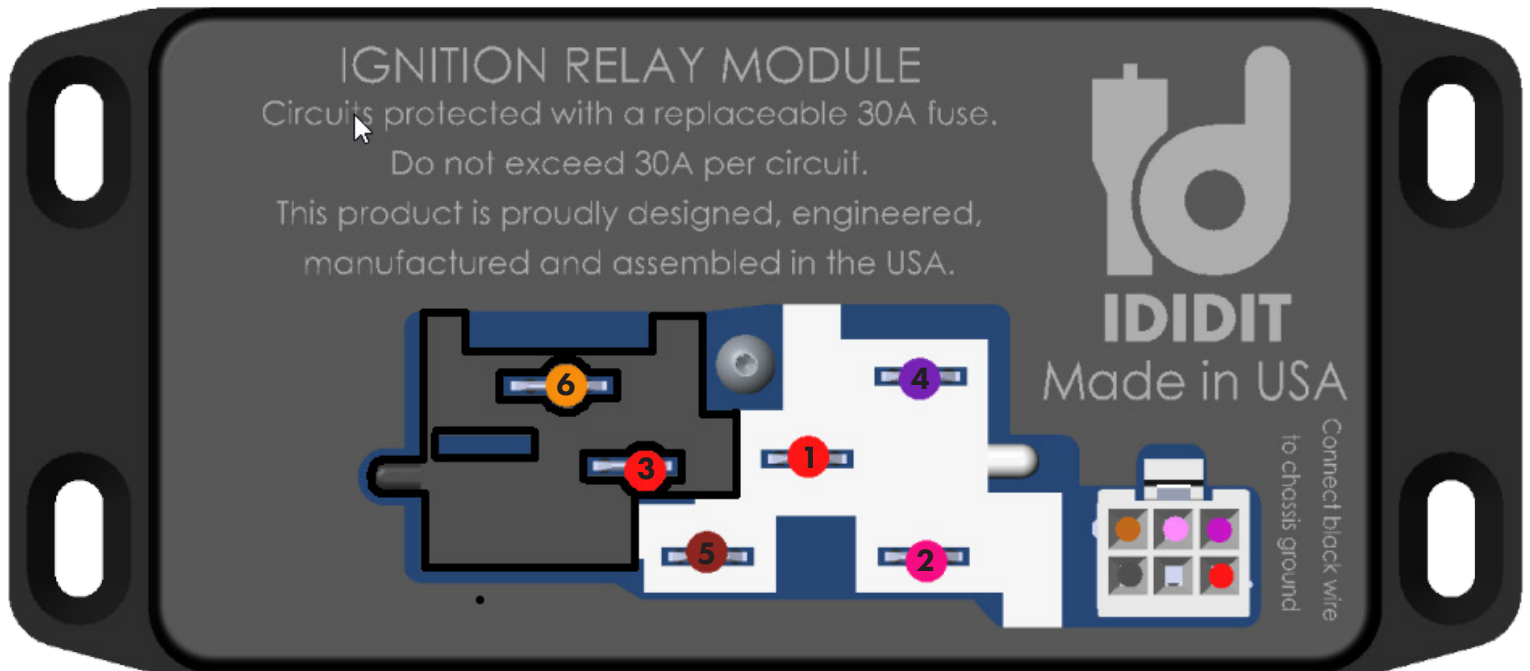 IGNITION RELAY MODULE
Circuits protected with a replaceable 30A fuse.
Do not exceed 30A per circuit.
This product is proudly designed, engineered,
manufactured and assembled in the USA.
IDIDIT
Made in USA
Connect black wire
to chassis ground
6
4
3
1
5
2